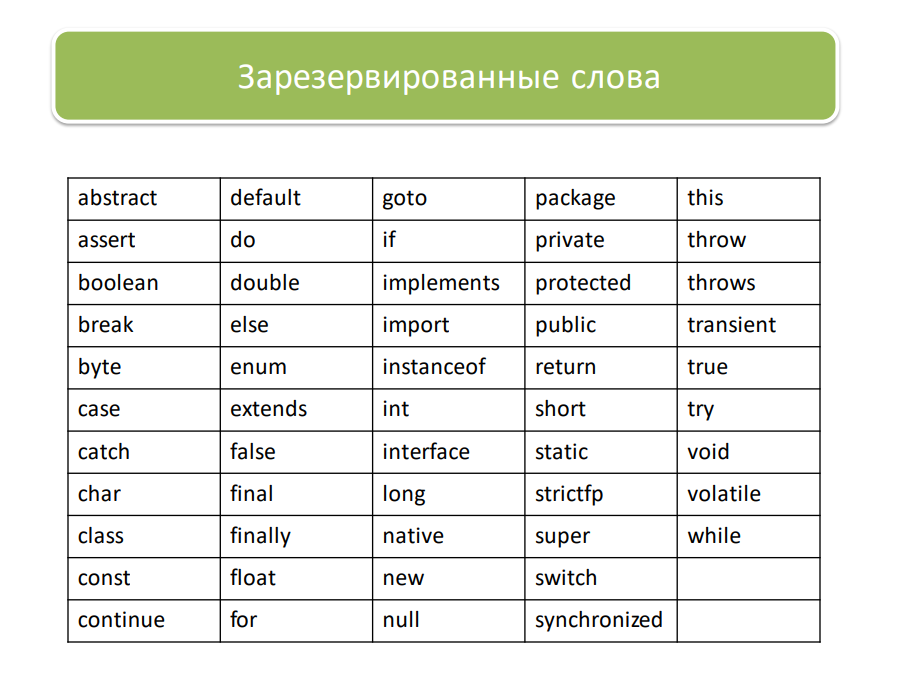 Зарезервированные слова
abstract default goto package this
assert do if private throw
boolean double implements protected throws
break else import public transient
byte enum instanceof return true
case extends int short try
catch false interface static void
char final long strictfp volatile
class finally native super while
const float new switch
continue for null synchronized